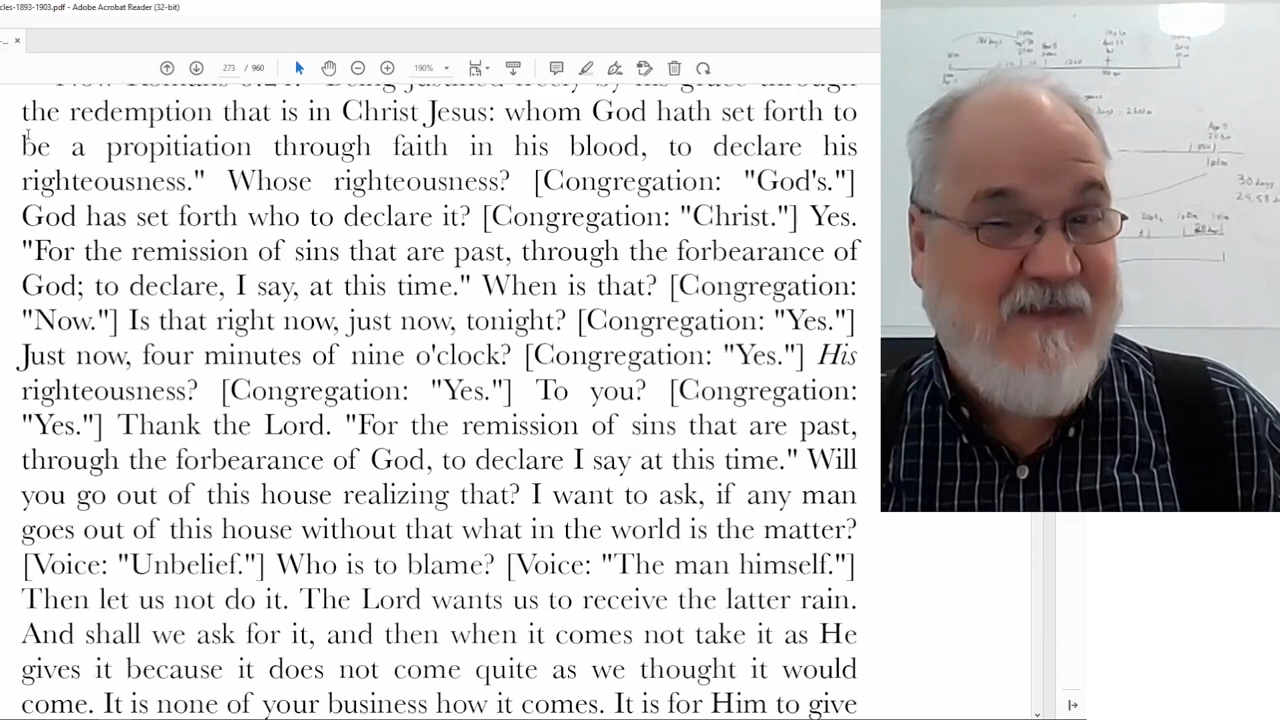 cles-1893-1903.pdf - Adobe Acrobat Reader (32-bit)
... ×
273 / 960 190%
the redemption that is in Christ Jesus: whom God hath set forth to
be a propitiation through faith in his blood, to declare his
righteousness." Whose righteousness? [Congregation: "God's."]
God has set forth who to declare it? [Congregation: "Christ."] Yes.
"For the remission of sins that are past, through the forbearance of
God; to declare, I say, at this time." When is that? [Congregation:
"Now."] Is that right now, just now, tonight? [Congregation: "Yes."]
Just now, four minutes of nine o'clock? [Congregation: "Yes."] His
righteousness? [Congregation: "Yes."] To you? [Congregation:
"Yes."] Thank the Lord. "For the remission of sins that are past,
through the forbearance of God, to declare I say at this time." Will
you go out of this house realizing that? I want to ask, if any man
goes out of this house without that what in the world is the matter?
[Voice: "Unbelief."] Who is to blame? [Voice: "The man himself."]
Then let us not do it. The Lord wants us to receive the latter rain.
And shall we ask for it, and then when it comes not take it as He
gives it because it does not come quite as we thought it would
come. It is none of your business how it comes. It is for Him to give
30 days